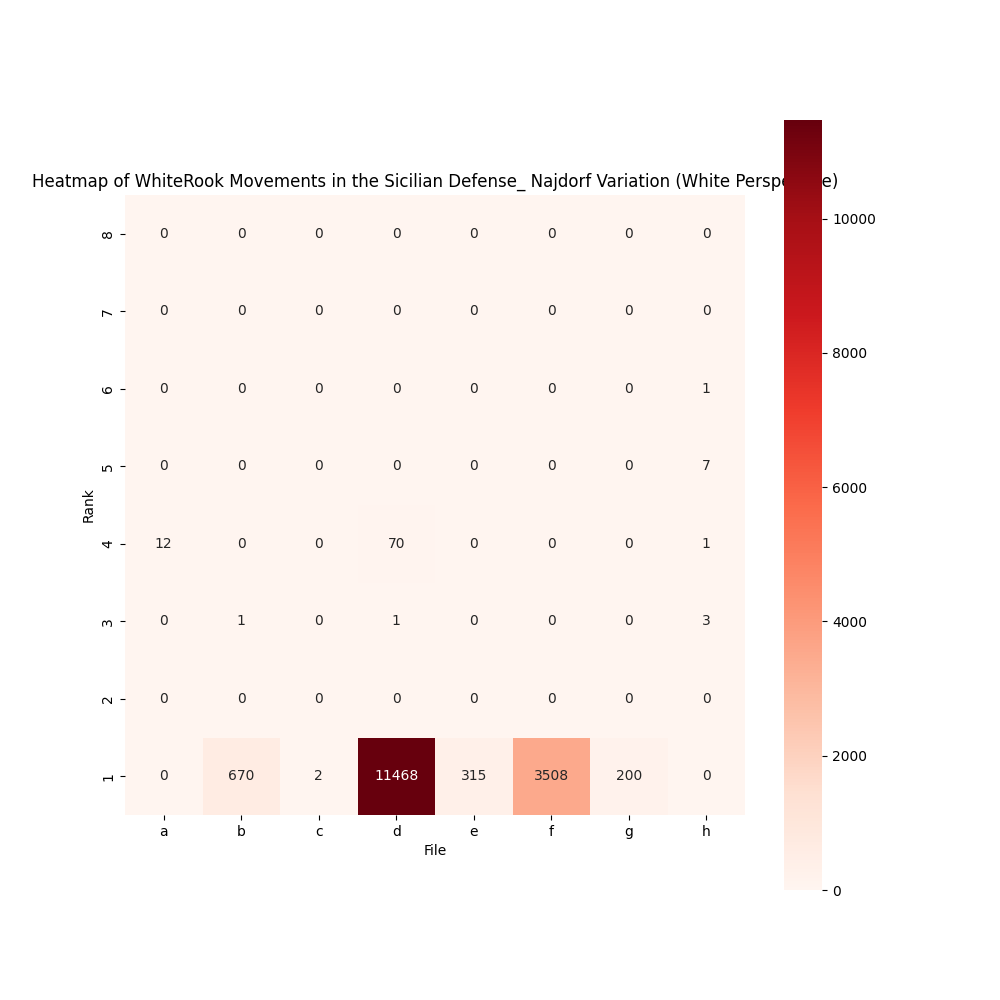 Heatmap of WhiteRook Movements in the Sicilian Defense_ Najdorf Variation (White Perspective)
Rank
8 0 0 0 0 0 0 0 0
7 0 0 0 0 0 0 0 0
6 0 0 0 0 0 0 0 1
5 0 0 0 0 0 0 0 7
4 12 0 0 70 0 0 0 1
3 0 1 0 1 0 0 0 3
2 0 0 0 0 0 0 0 0
1 0 670 2 11468 315 3508 200 0
a b c d e f g h
File
10000
8000
6000
4000
2000
0